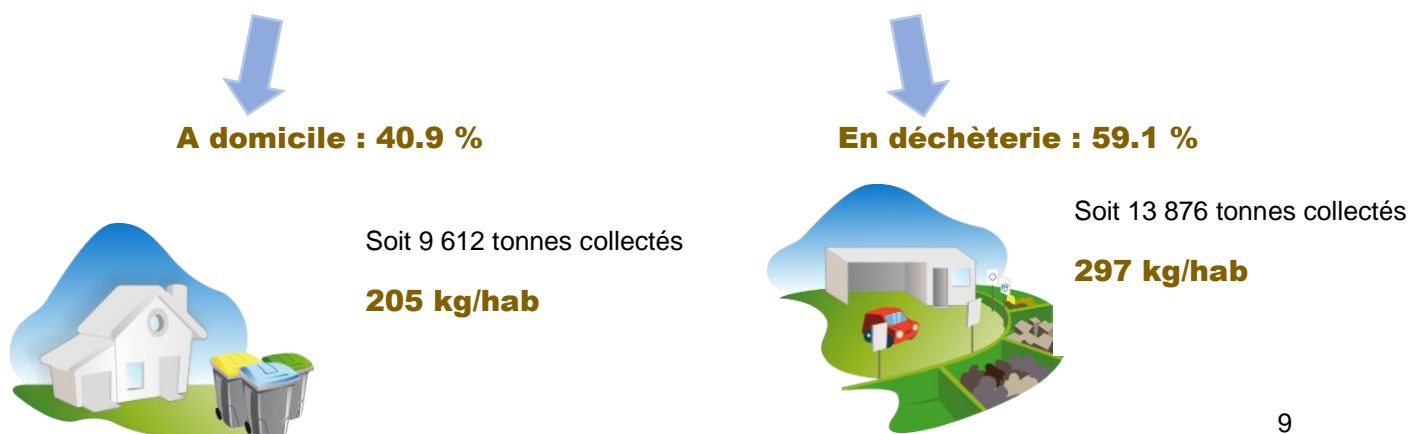 A domicile : 40.9 %
Soit 9 612 tonnes collectés
205 kg/hab
En déchèterie : 59.1 %
Soit 13 876 tonnes collectés
297 kg/hab
9